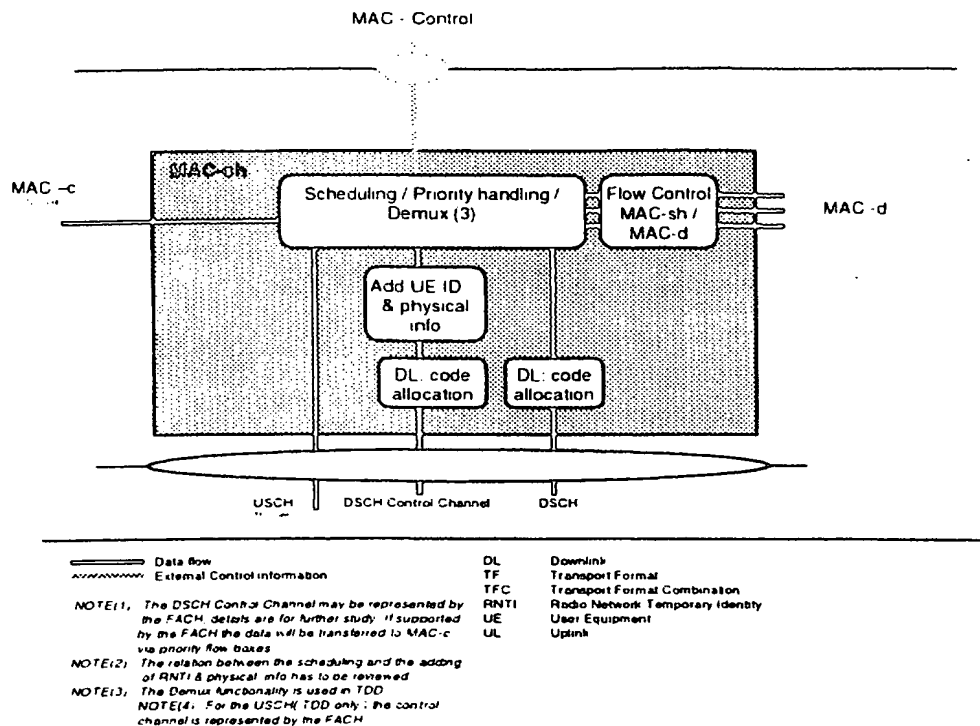 MAC - Control
MAC-sh
MAC -c
Scheduling / Priority handling /
Demux (3)
Flow Control
MAC-sh /
MAC-d
MAC -d
Add UE ID
& physical
info
DL: code
allocation
DL: code
allocation
USCH
DSCH Control Channel
DSCH
Data flow
External Control information
NOTE(1) The DSCH Control Channel may be represented by
the FACH, details are for further study. If supported
by the FACH the data will be transferred to MAC-c
via priority flow boxes
NOTE(2) The relation between the scheduling and the adding
of RNTI & physical info has to be reviewed
NOTE(3) The Demux functionality is used in TDD
NOTE(4) For the USCH( TDD only ) the control
channel is represented by the FACH
DL Downlink
TF Transport Format
TFC Transport Format Combination
RNTI Radio Network Temporary Identity
UE User Equipment
UL Uplink